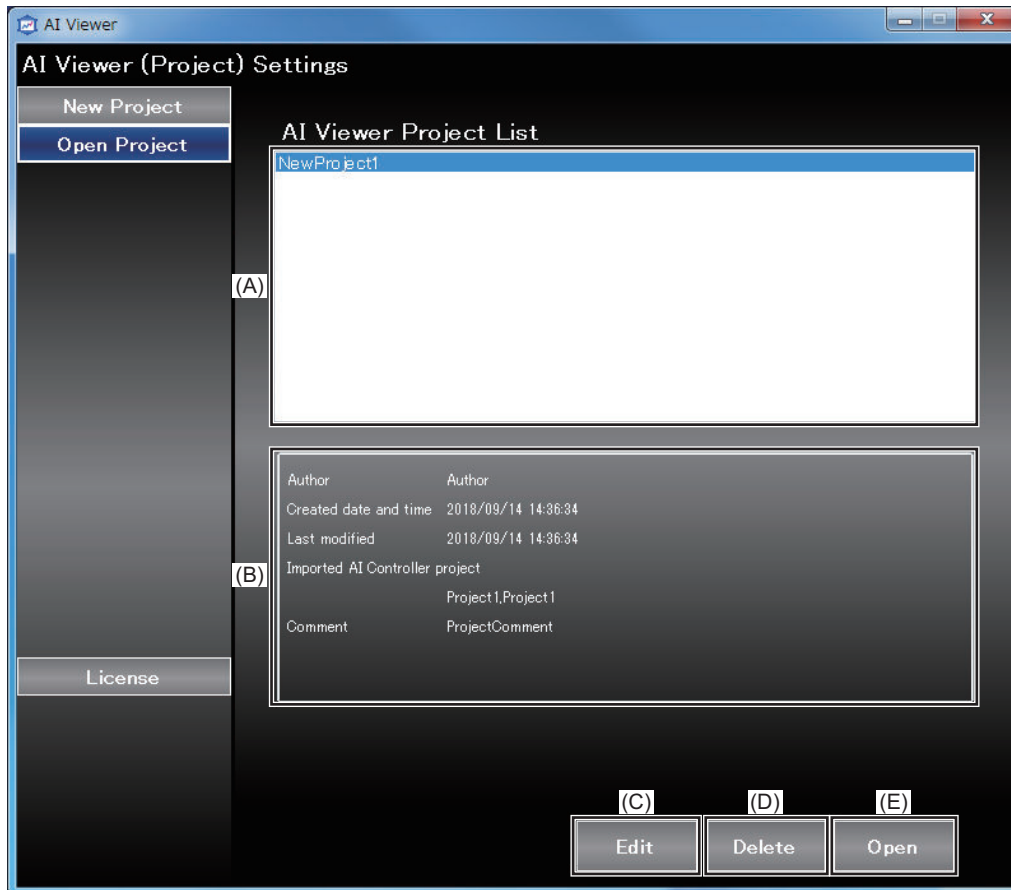 AI Viewer
AI Viewer (Project) Settings
New Project
Open Project
AI Viewer Project List
NewProject1
(A)
Author Author
Created date and time 2018/09/14 14:36:34
Last modified 2018/09/14 14:36:34
(B)
Imported AI Controller project
Project1,Project1
Comment ProjectComment
License
(C) (D) (E)
Edit Delete Open